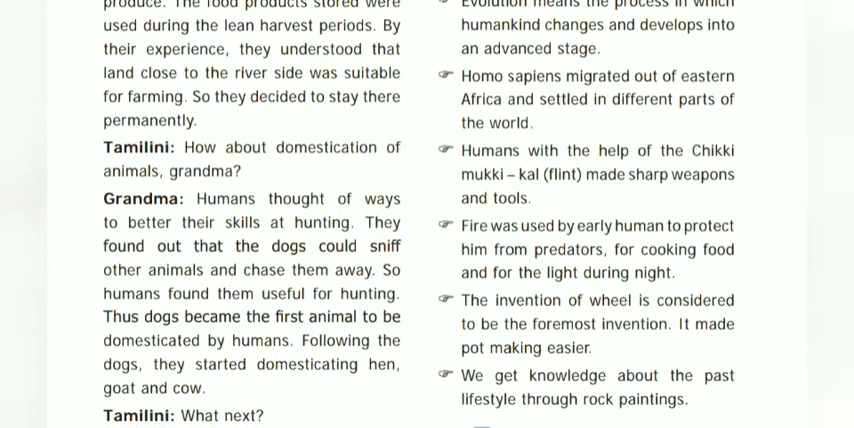 produce. The food products stored were
used during the lean harvest periods. By
their experience, they understood that
land close to the river side was suitable
for farming. So they decided to stay there
permanently.
Tamilini: How about domestication of
animals, grandma?
Grandma: Humans thought of ways
to better their skills at hunting. They
found out that the dogs could sniff
other animals and chase them away. So
humans found them useful for hunting.
Thus dogs became the first animal to be
domesticated by humans. Following the
dogs, they started domesticating hen,
goat and cow.
Tamilini: What next?
Evolution means the process in which
humankind changes and develops into
an advanced stage.
Homo sapiens migrated out of eastern
Africa and settled in different parts of
the world.
Humans with the help of the Chikki
mukki – kal (flint) made sharp weapons
and tools.
Fire was used by early human to protect
him from predators, for cooking food
and for the light during night.
The invention of wheel is considered
to be the foremost invention. It made
pot making easier.
We get knowledge about the past
lifestyle through rock paintings.